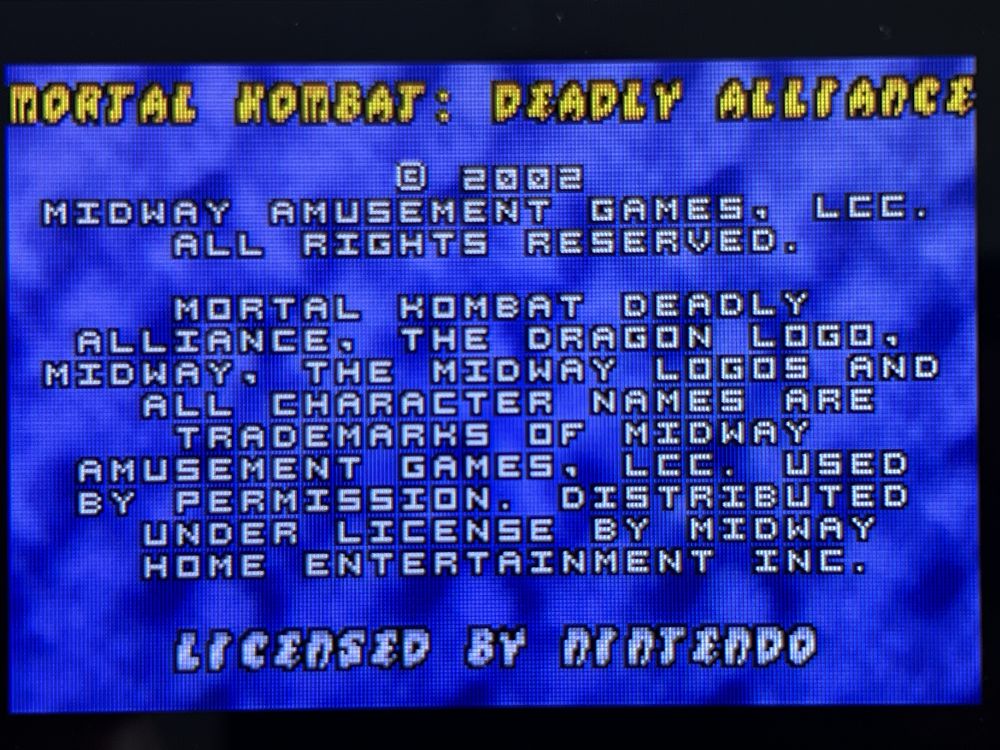 MORTAL KOMBAT: DEADLY ALLIANCE
© 2002
MIDWAY AMUSEMENT GAMES, LCC.
ALL RIGHTS RESERVED.
MORTAL KOMBAT DEADLY
ALLIANCE, THE DRAGON LOGO,
MIDWAY, THE MIDWAY LOGOS AND
ALL CHARACTER NAMES ARE
TRADEMARKS OF MIDWAY
AMUSEMENT GAMES, LCC. USED
BY PERMISSION. DISTRIBUTED
UNDER LICENSE BY MIDWAY
HOME ENTERTAINMENT INC.
LICENSED BY NINTENDO